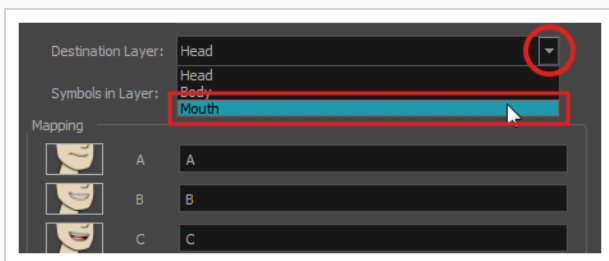 Destination Layer: Head
Head
Symbols in Layer: Body
Mouth
Mapping
A A
B B
C C